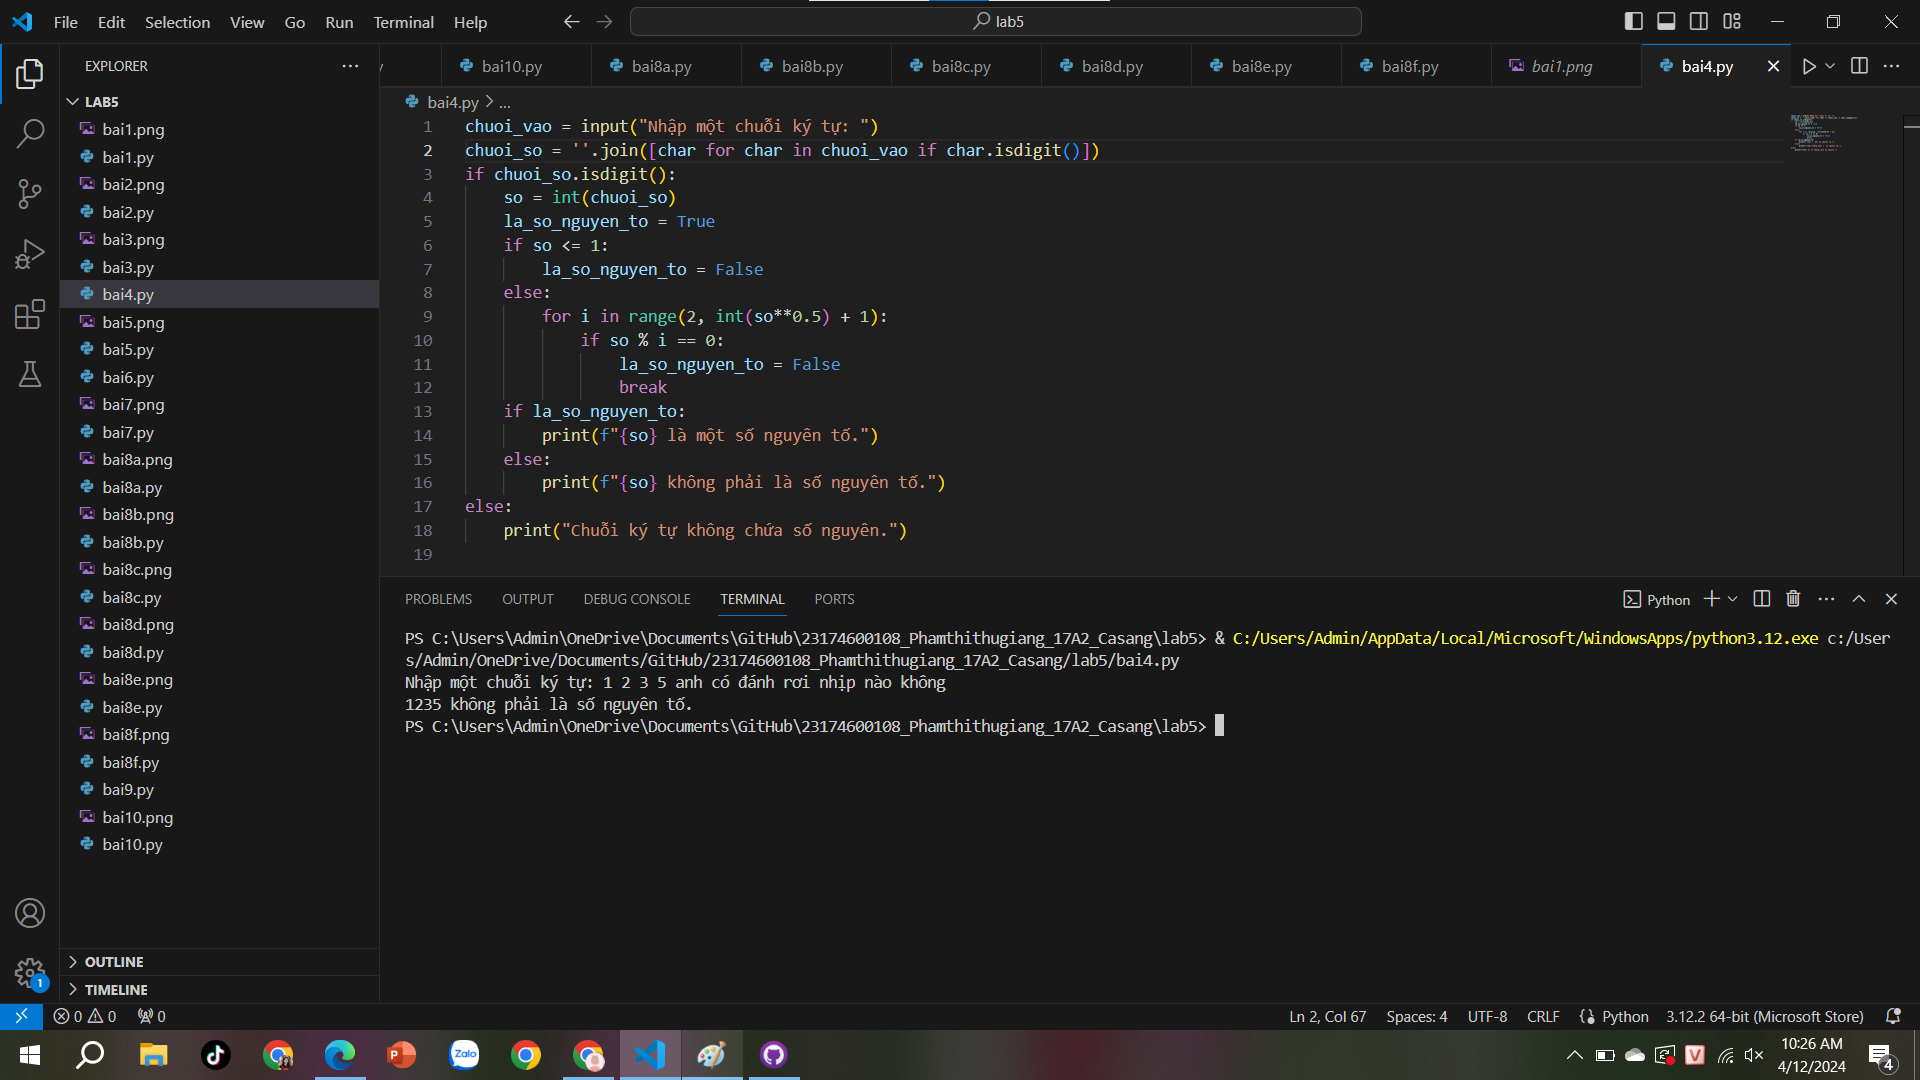 File Edit Selection View Go Run Terminal Help
lab5
EXPLORER
LAB5
bai1.png
bai1.py
bai2.png
bai2.py
bai3.png
bai3.py
bai4.py
bai5.png
bai5.py
bai6.py
bai7.png
bai7.py
bai8a.png
bai8a.py
bai8b.png
bai8b.py
bai8c.png
bai8c.py
bai8d.png
bai8d.py
bai8e.png
bai8e.py
bai8f.png
bai8f.py
bai9.py
bai10.png
bai10.py
OUTLINE
TIMELINE
bai10.py bai8a.py bai8b.py bai8c.py bai8d.py bai8e.py bai8f.py bai1.png bai4.py
bai4.py > ...
1 chuoi_vao = input("Nhập một chuỗi ký tự: ")
2 chuoi_so = ''.join([char for char in chuoi_vao if char.isdigit()])
3 if chuoi_so.isdigit():
4 so = int(chuoi_so)
5 la_so_nguyen_to = True
6 if so <= 1:
7 la_so_nguyen_to = False
8 else:
9 for i in range(2, int(so**0.5) + 1):
10 if so % i == 0:
11 la_so_nguyen_to = False
12 break
13 if la_so_nguyen_to:
14 print(f"{so} là một số nguyên tố.")
15 else:
16 print(f"{so} không phải là số nguyên tố.")
17 else:
18 print("Chuỗi ký tự không chứa số nguyên.")
19
PROBLEMS OUTPUT DEBUG CONSOLE TERMINAL PORTS
Python
PS C:\Users\Admin\OneDrive\Documents\GitHub\23174600108_Phamthithugiang_17A2_Casang\lab5> & C:/Users/Admin/AppData/Local/Microsoft/WindowsApps/python3.12.exe c:/User
s/Admin/OneDrive/Documents/GitHub/23174600108_Phamthithugiang_17A2_Casang/lab5/bai4.py
Nhập một chuỗi ký tự: 1 2 3 5 anh có đánh rơi nhịp nào không
1235 không phải là số nguyên tố.
PS C:\Users\Admin\OneDrive\Documents\GitHub\23174600108_Phamthithugiang_17A2_Casang\lab5>
1
0 0 0
Ln 2, Col 67 Spaces: 4 UTF-8 CRLF Python 3.12.2 64-bit (Microsoft Store)
Zalo
10:26 AM
4/12/2024
4